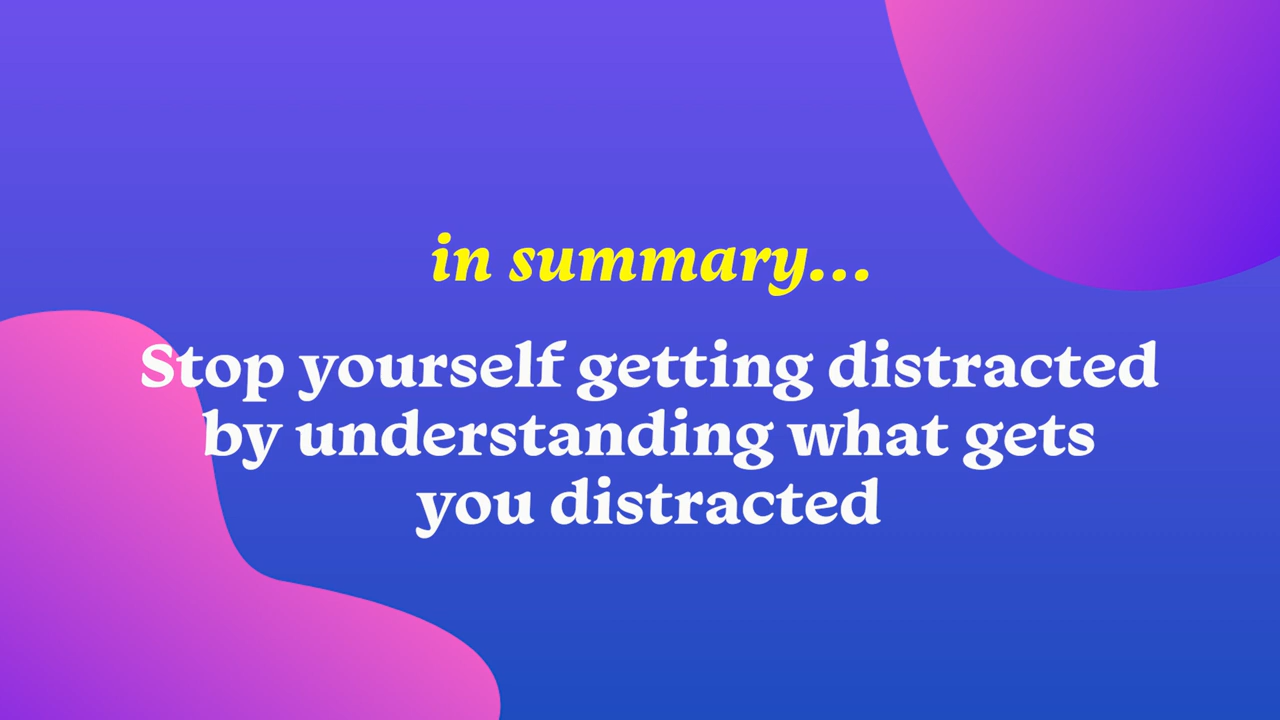 in summary...
Stop yourself getting distracted
by understanding what gets
you distracted